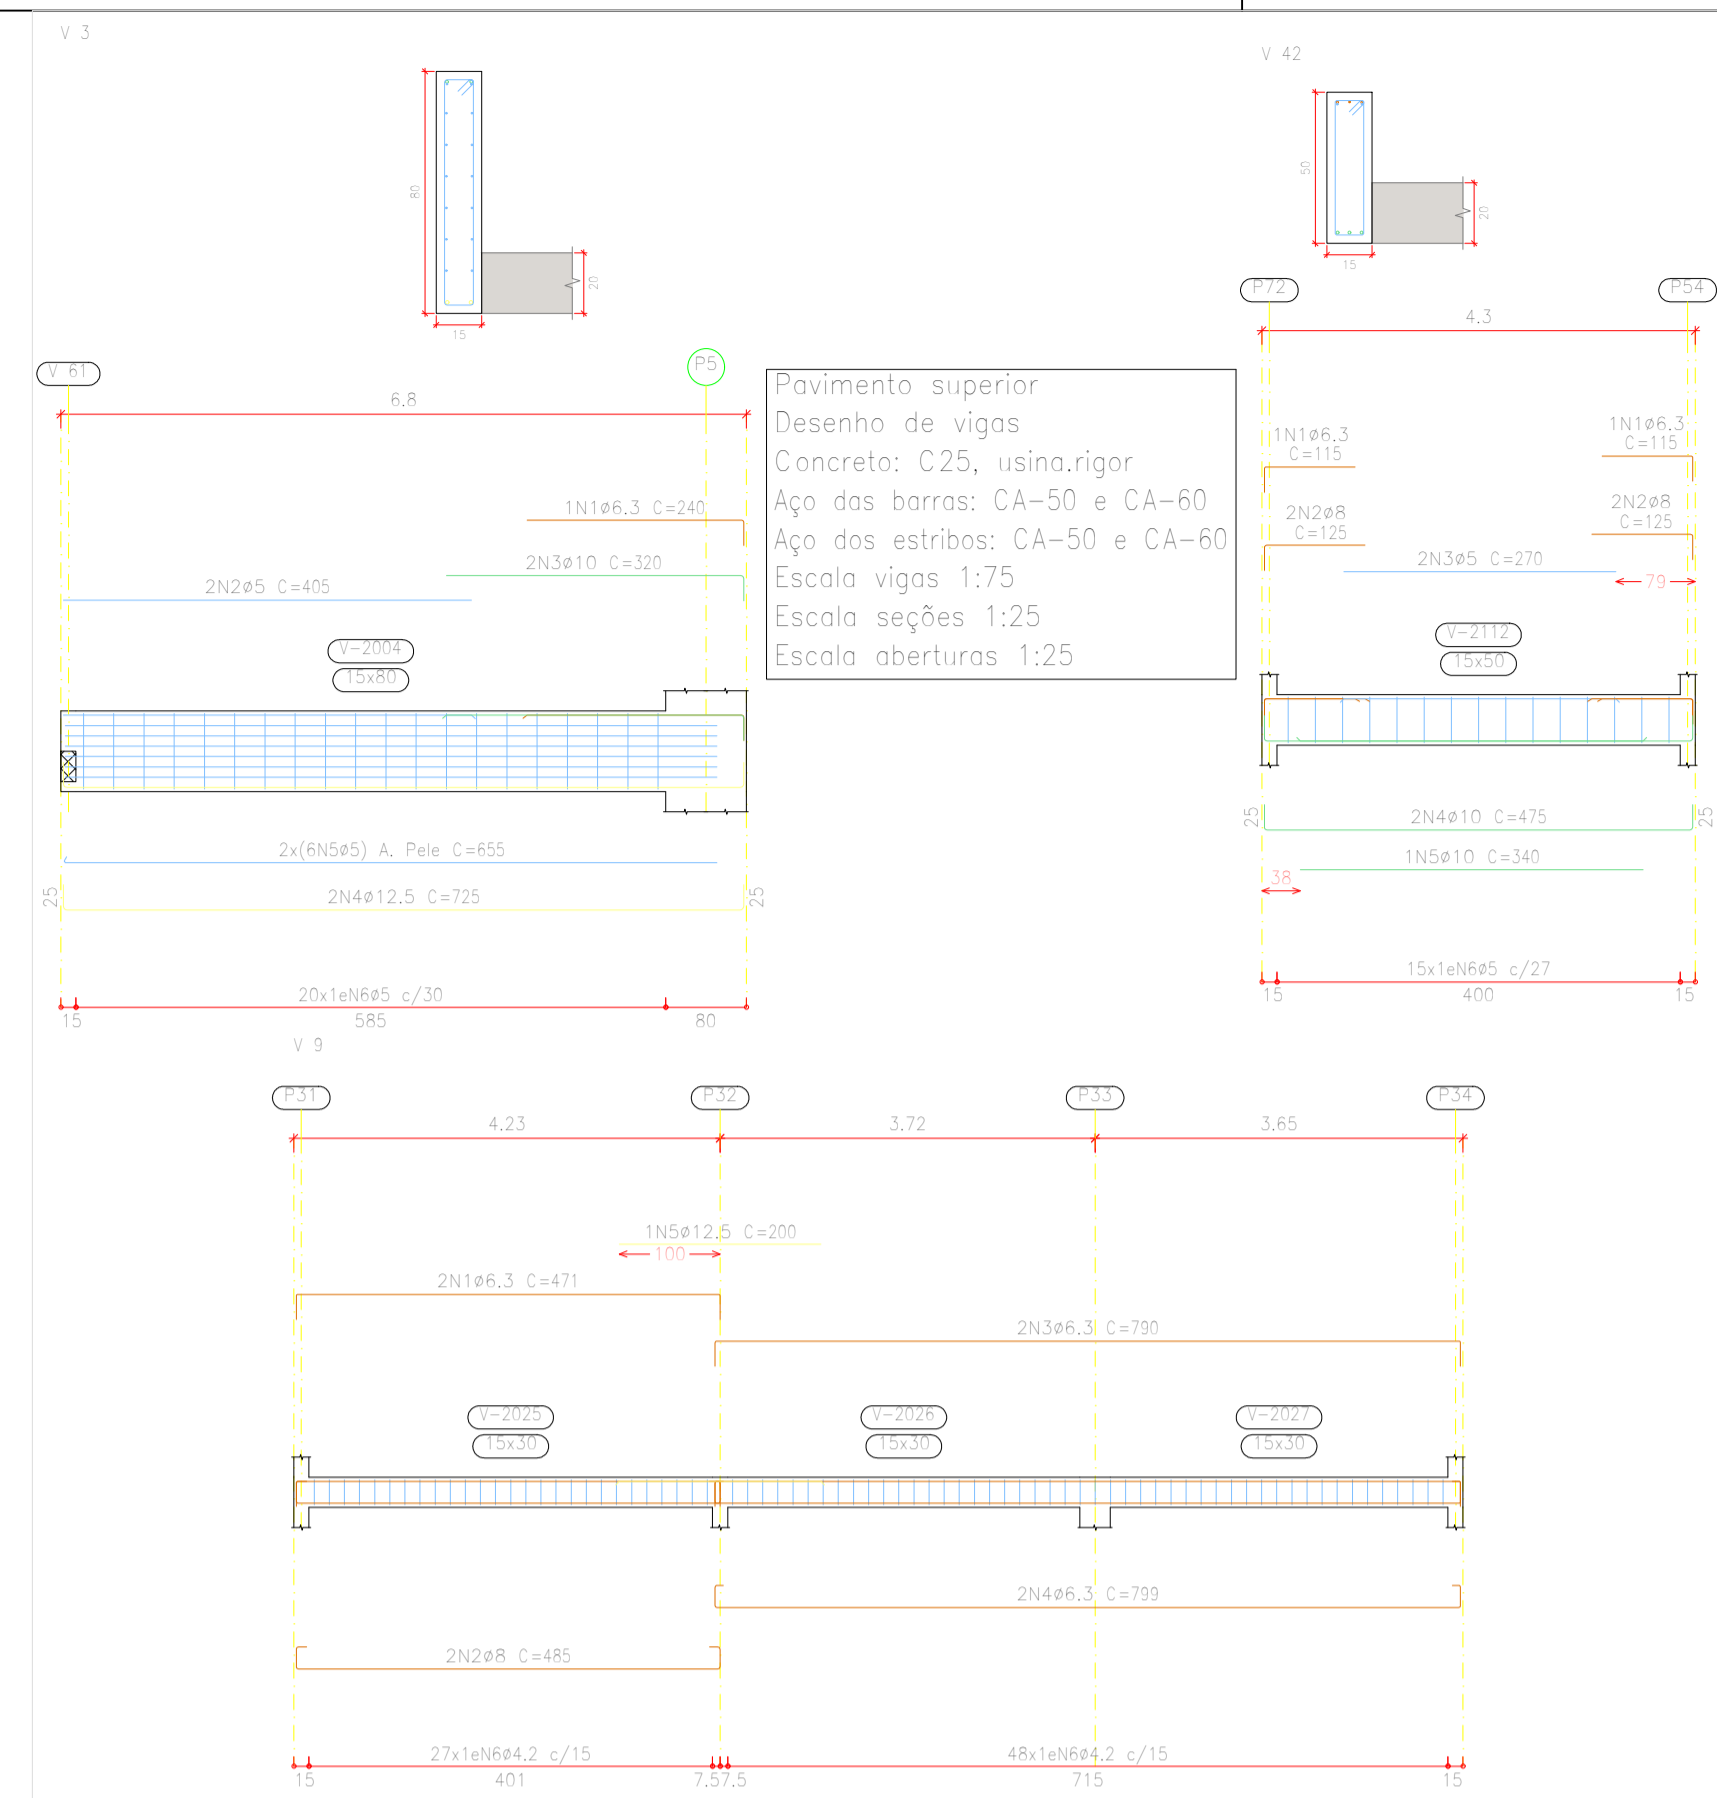 V 3
80
20
15
V 61
P5
6.8
1N1ø6.3 C=240
2N3ø10 C=320
2N2ø5 C=405
V-2004
15x80
2x(6N5ø5) A. Pele C=655
25
25
2N4ø12.5 C=725
20x1eN6ø5 c/30
15
585
80
Pavimento superior
Desenho de vigas
Concreto: C25, usina.rigor
Aço das barras: CA-50 e CA-60
Aço dos estribos: CA-50 e CA-60
Escala vigas 1:75
Escala seções 1:25
Escala aberturas 1:25
V 42
50
20
15
P72
P54
4.3
1N1ø6.3
C=115
1N1ø6.3
C=115
2N2ø8
C=125
2N2ø8
C=125
2N3ø5 C=270
79
V-2112
15x50
25
25
2N4ø10 C=475
1N5ø10 C=340
38
15x1eN6ø5 c/27
15
400
15
V 9
P31
P32
P33
P34
4.23
3.72
3.65
1N5ø12.5 C=200
100
2N1ø6.3 C=471
2N3ø6.3 C=790
V-2025
15x30
V-2026
15x30
V-2027
15x30
2N4ø6.3 C=799
2N2ø8 C=485
27x1eN6ø4.2 c/15
48x1eN6ø4.2 c/15
15
401
7.57.5
715
15